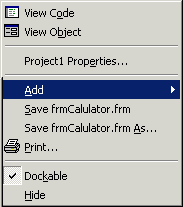 View Code
View Object
Project1 Properties...
Add
Save frmCalulator.frm
Save frmCalulator.frm As...
Print...
Dockable
Hide